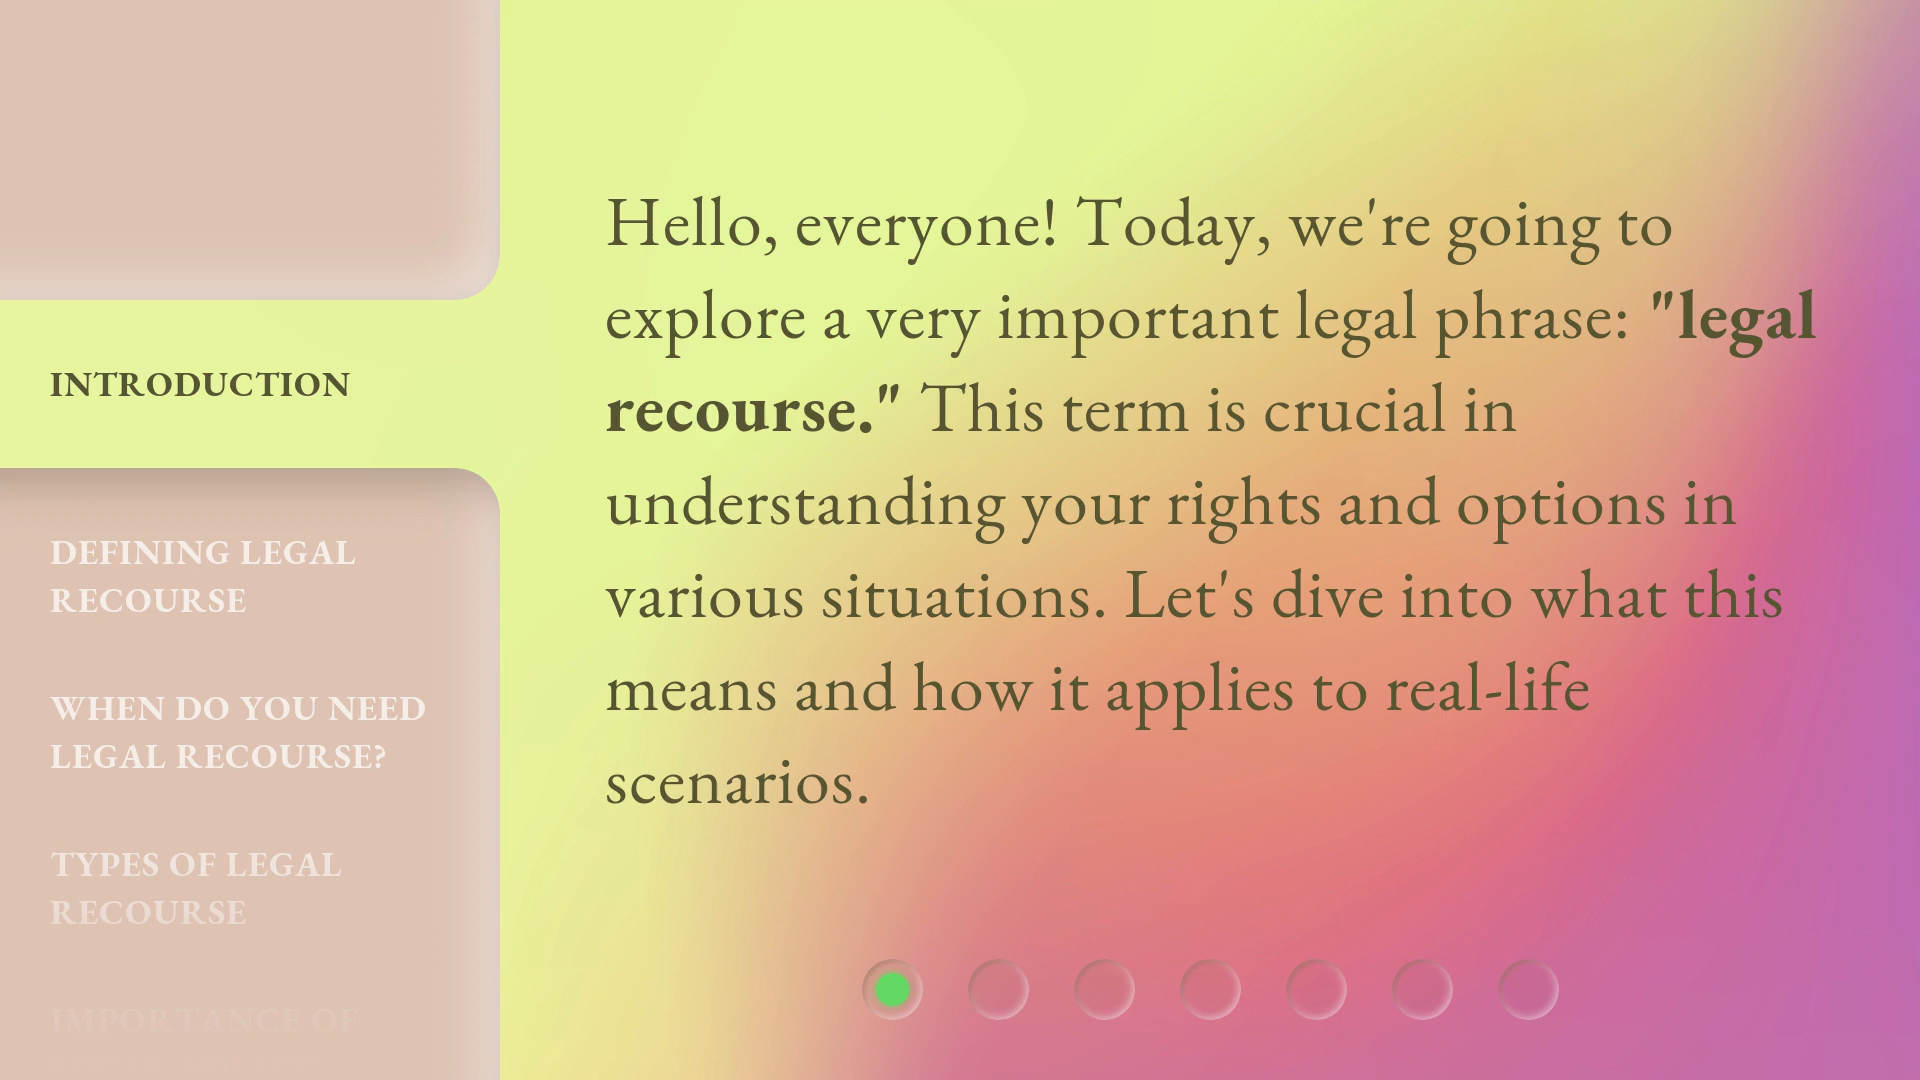 INTRODUCTION
DEFINING LEGAL
RECOURSE
WHEN DO YOU NEED
LEGAL RECOURSE?
TYPES OF LEGAL
RECOURSE
IMPORTANCE OF
Hello, everyone! Today, we're going to
explore a very important legal phrase: "legal
recourse." This term is crucial in
understanding your rights and options in
various situations. Let's dive into what this
means and how it applies to real-life
scenarios.